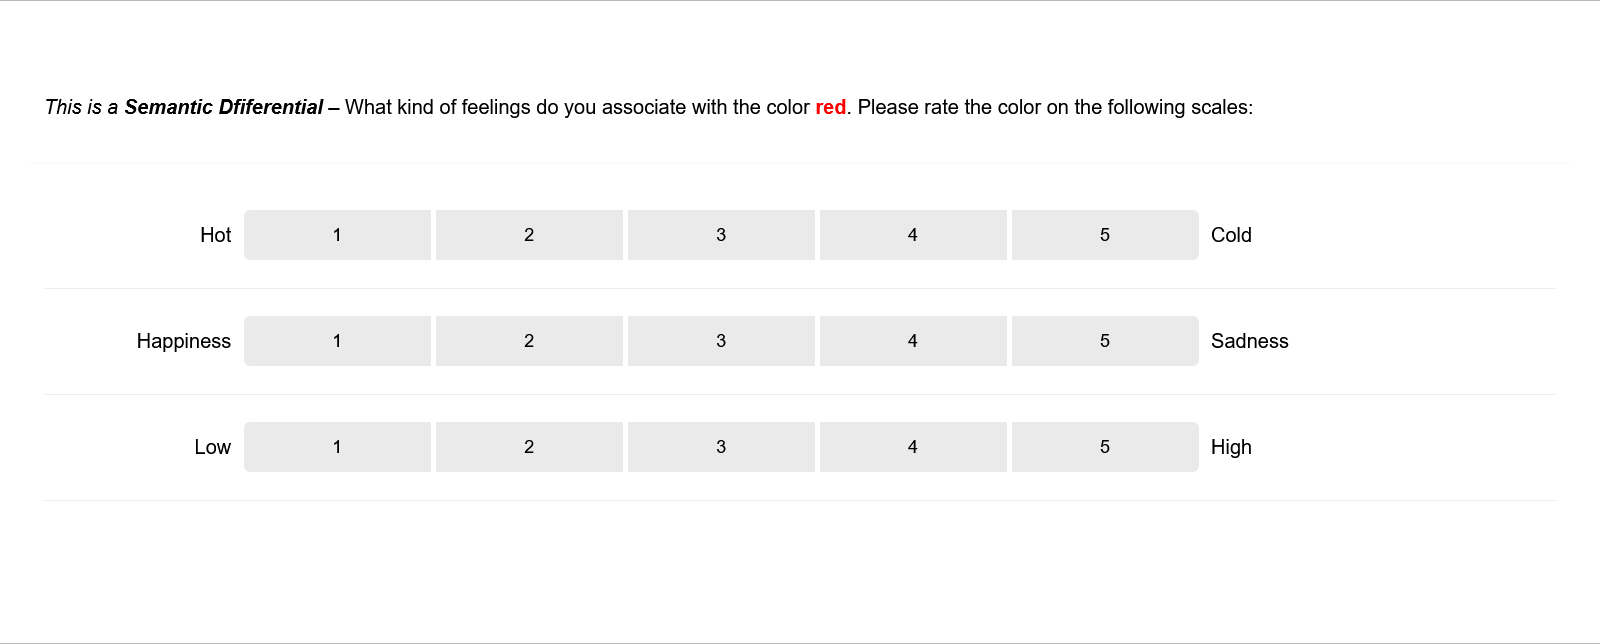 This is a Semantic Dfiferential – What kind of feelings do you associate with the color red. Please rate the color on the following scales:
Hot 1 2 3 4 5 Cold
Happiness 1 2 3 4 5 Sadness
Low 1 2 3 4 5 High